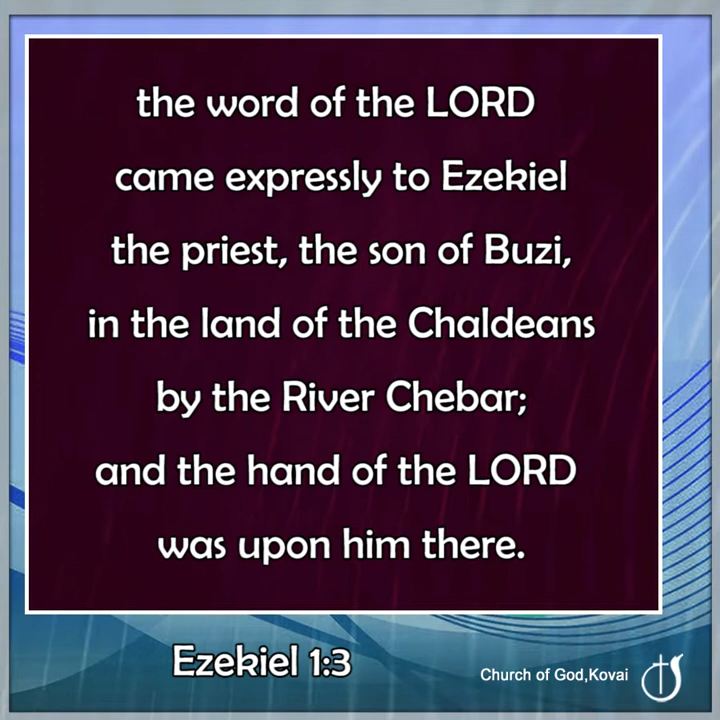 the word of the LORD
came expressly to Ezekiel
the priest, the son of Buzi,
in the land of the Chaldeans
by the River Chebar;
and the hand of the LORD
was upon him there.
Ezekiel 1:3
Church of God,Kovai